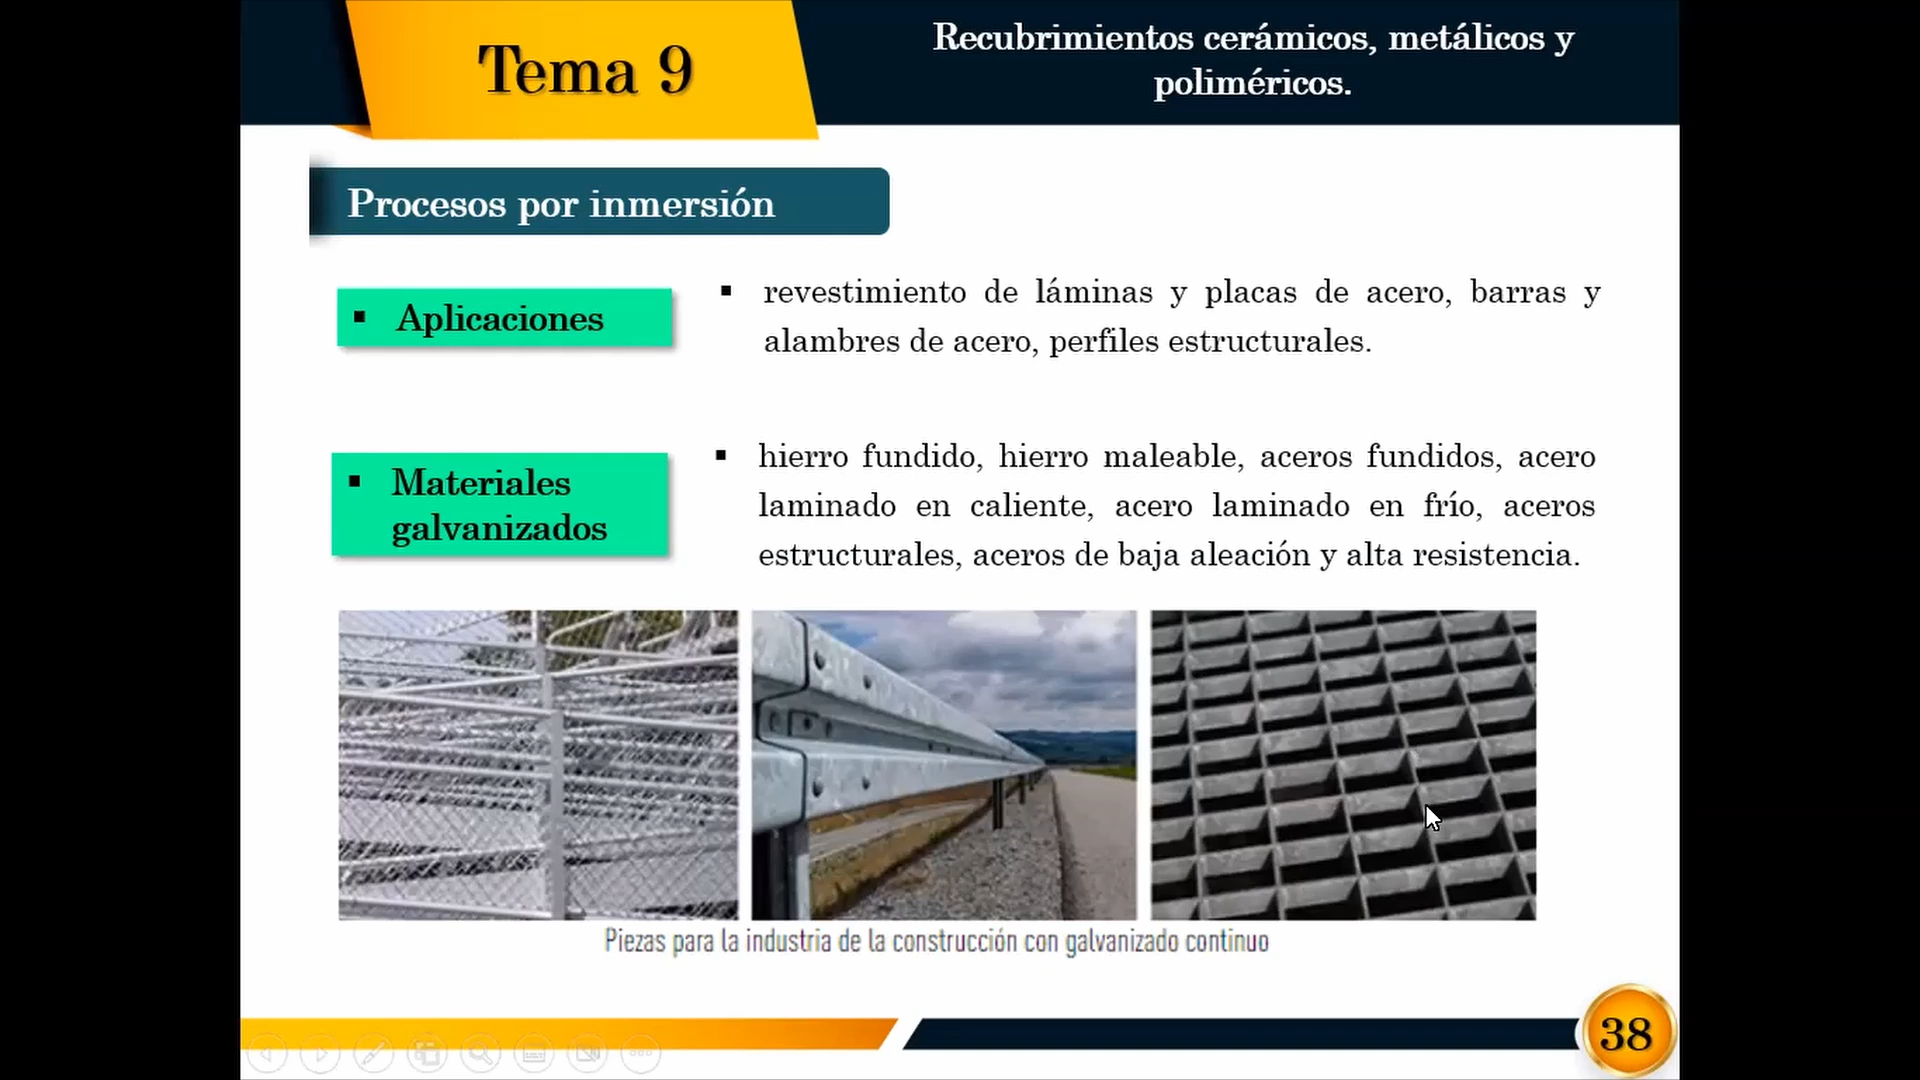 Tema 9
Recubrimientos cerámicos, metálicos y
poliméricos.
Procesos por inmersión
▪ Aplicaciones
▪ revestimiento de láminas y placas de acero, barras y
alambres de acero, perfiles estructurales.
▪ Materiales
galvanizados
▪ hierro fundido, hierro maleable, aceros fundidos, acero
laminado en caliente, acero laminado en frío, aceros
estructurales, aceros de baja aleación y alta resistencia.
Piezas para la industria de la construcción con galvanizado continuo
38